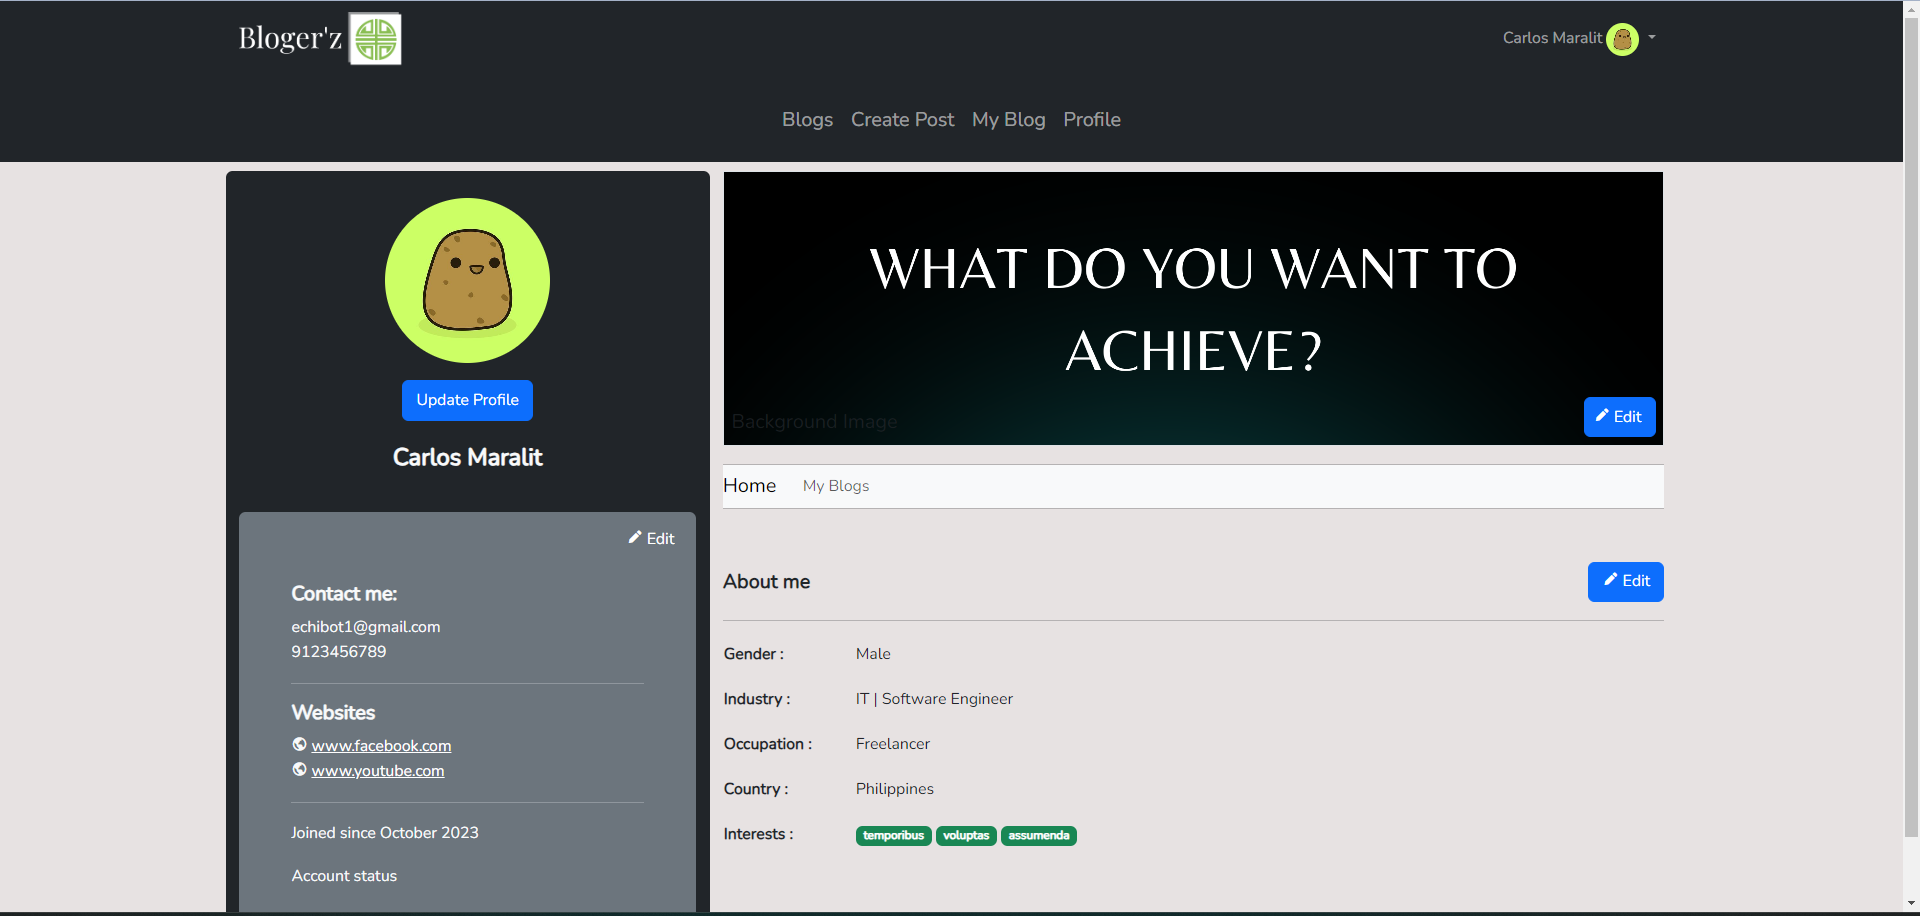 Bloger'z
Carlos Maralit
Blogs Create Post My Blog Profile
Update Profile
Carlos Maralit
Edit
Contact me:
echibot1@gmail.com
9123456789
Websites
www.facebook.com
www.youtube.com
Joined since October 2023
Account status
WHAT DO YOU WANT TO
ACHIEVE?
Background Image
Edit
Home My Blogs
About me
Edit
Gender : Male
Industry : IT | Software Engineer
Occupation : Freelancer
Country : Philippines
Interests : temporibus voluptas assumenda